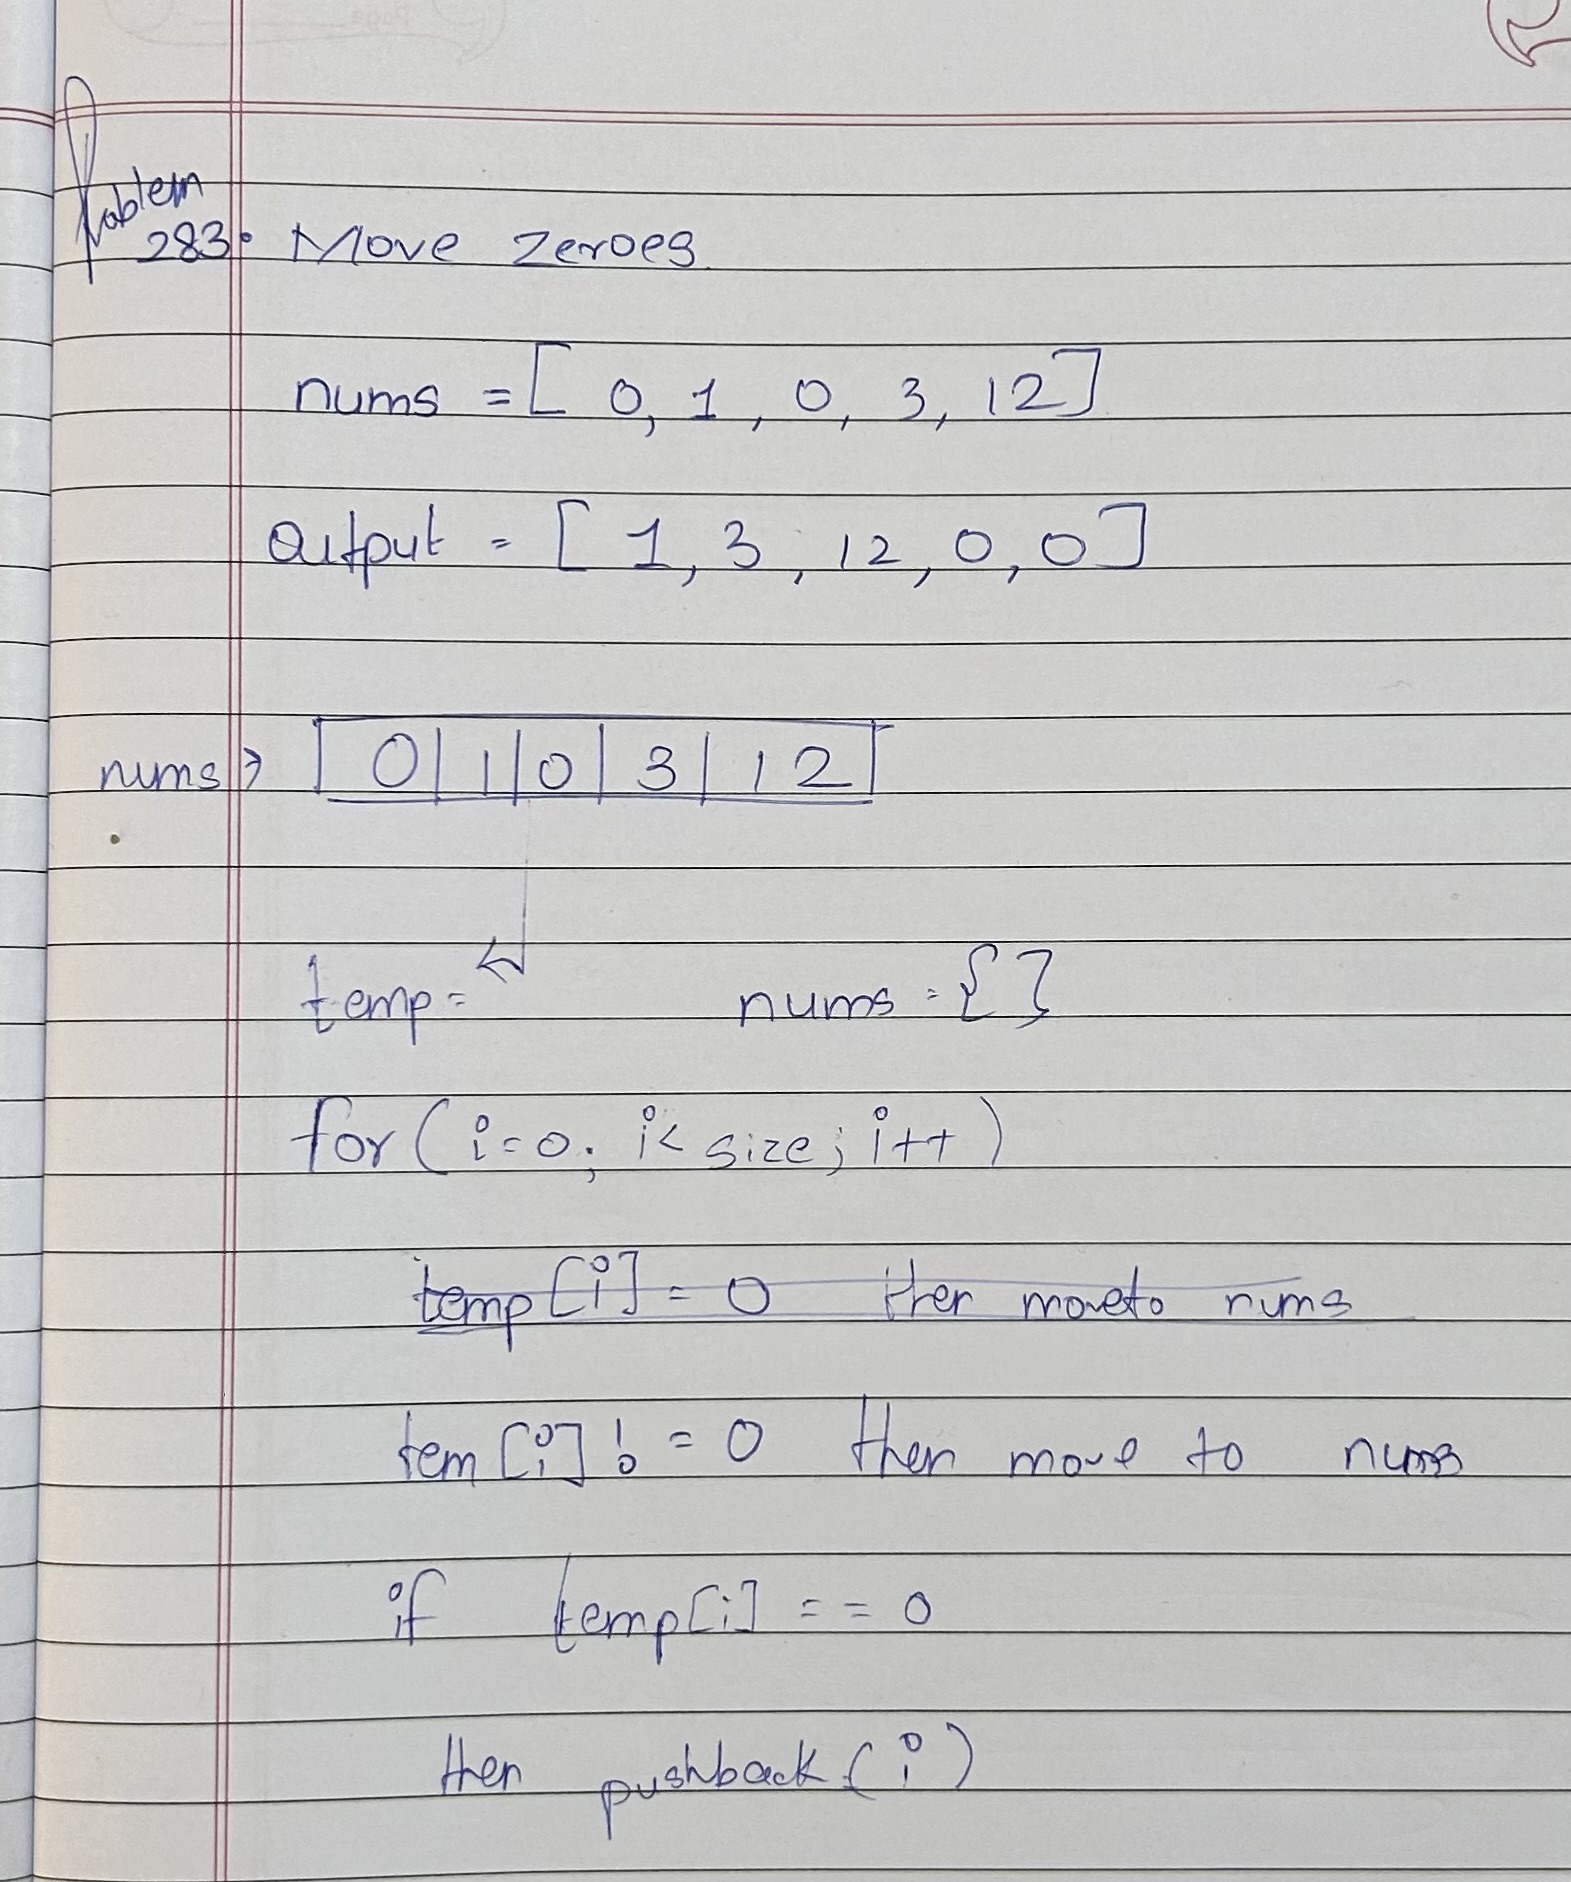 Problem
283. Move zeroes
nums = [ 0, 1, 0, 3, 12]
Output = [ 1, 3, 12, 0, 0]
nums → | 0 | 1 | 0 | 3 | 12 |
temp = nums = { }
for ( i=0; i< size; i++ )
temp [i] = 0 then move to nums
tem [i] != 0 then move to nums
if temp[i] == 0
then pushback ( i )